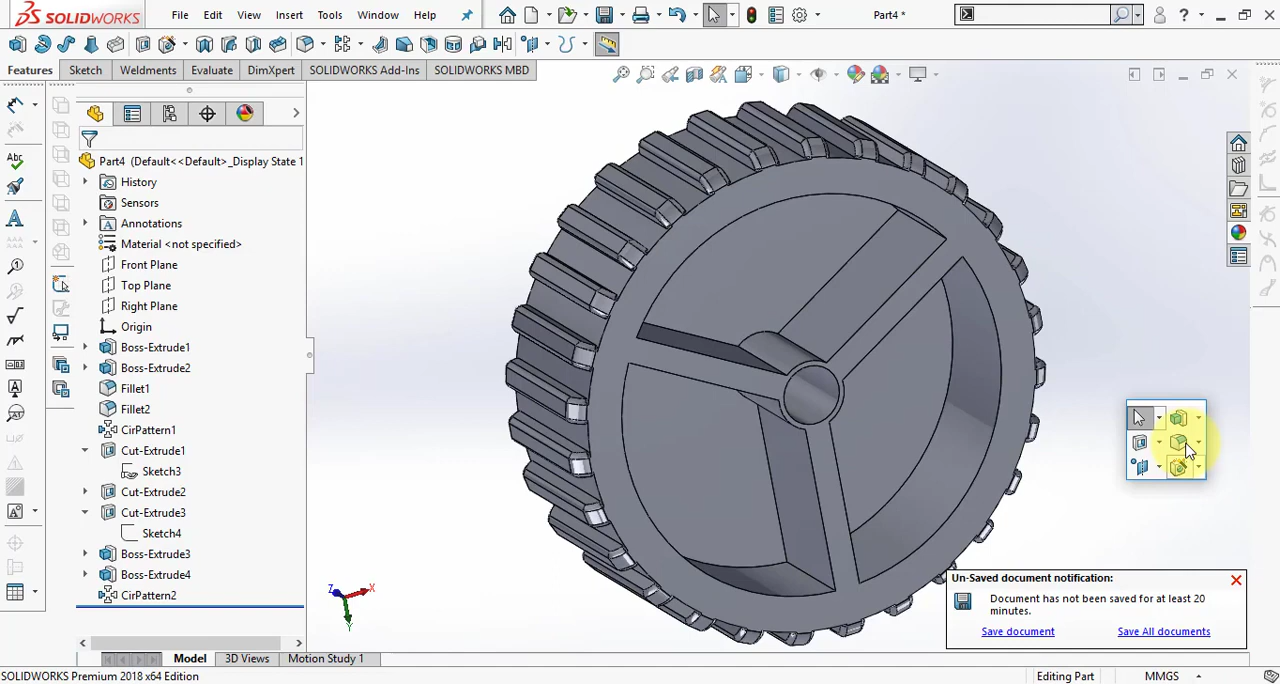 SOLIDWORKS File Edit View Insert Tools Window Help Part4 * ?
Features Sketch Weldments Evaluate DimXpert SOLIDWORKS Add-Ins SOLIDWORKS MBD
Part4 (Default<<Default>_Display State 1
History
Sensors
Annotations
Material <not specified>
Front Plane
Top Plane
Right Plane
Origin
Boss-Extrude1
Boss-Extrude2
Fillet1
Fillet2
CirPattern1
Cut-Extrude1
Sketch3
Cut-Extrude2
Cut-Extrude3
Sketch4
Boss-Extrude3
Boss-Extrude4
CirPattern2
Z X Y
Un-Saved document notification:
Document has not been saved for at least 20
minutes.
Save document Save All documents
Model 3D Views Motion Study 1
SOLIDWORKS Premium 2018 x64 Edition Editing Part MMGS